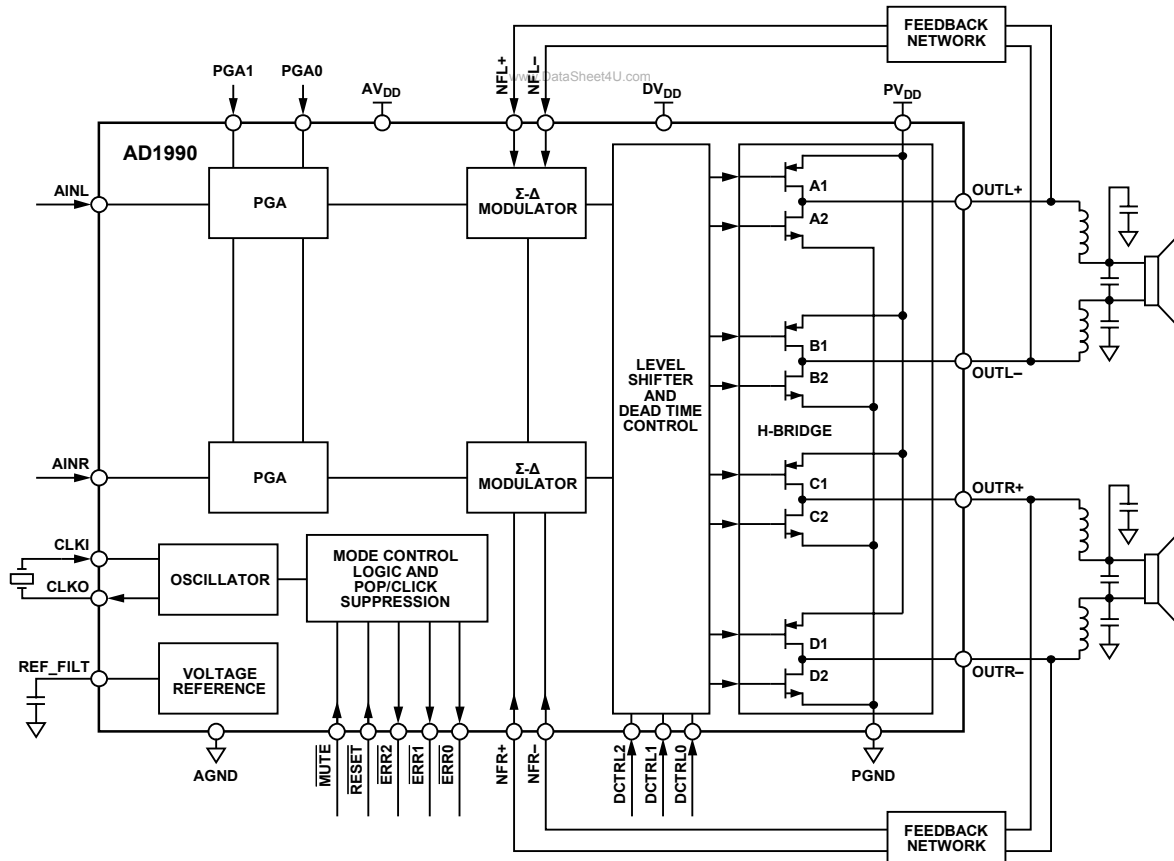 FEEDBACK
NETWORK
www.DataSheet4U.com
PGA1
PGA0
AVDD
NFL+
NFL–
DVDD
PVDD
AD1990
AINL
PGA
Σ-Δ
MODULATOR
A1
A2
OUTL+
B1
B2
OUTL–
LEVEL
SHIFTER
AND
DEAD TIME
CONTROL
H-BRIDGE
AINR
PGA
Σ-Δ
MODULATOR
C1
C2
OUTR+
CLKI
CLKO
OSCILLATOR
MODE CONTROL
LOGIC AND
POP/CLICK
SUPPRESSION
D1
D2
OUTR–
REF_FILT
VOLTAGE
REFERENCE
AGND
MUTE
RESET
ERR2
ERR1
ERR0
NFR+
NFR–
DCTRL2
DCTRL1
DCTRL0
PGND
FEEDBACK
NETWORK